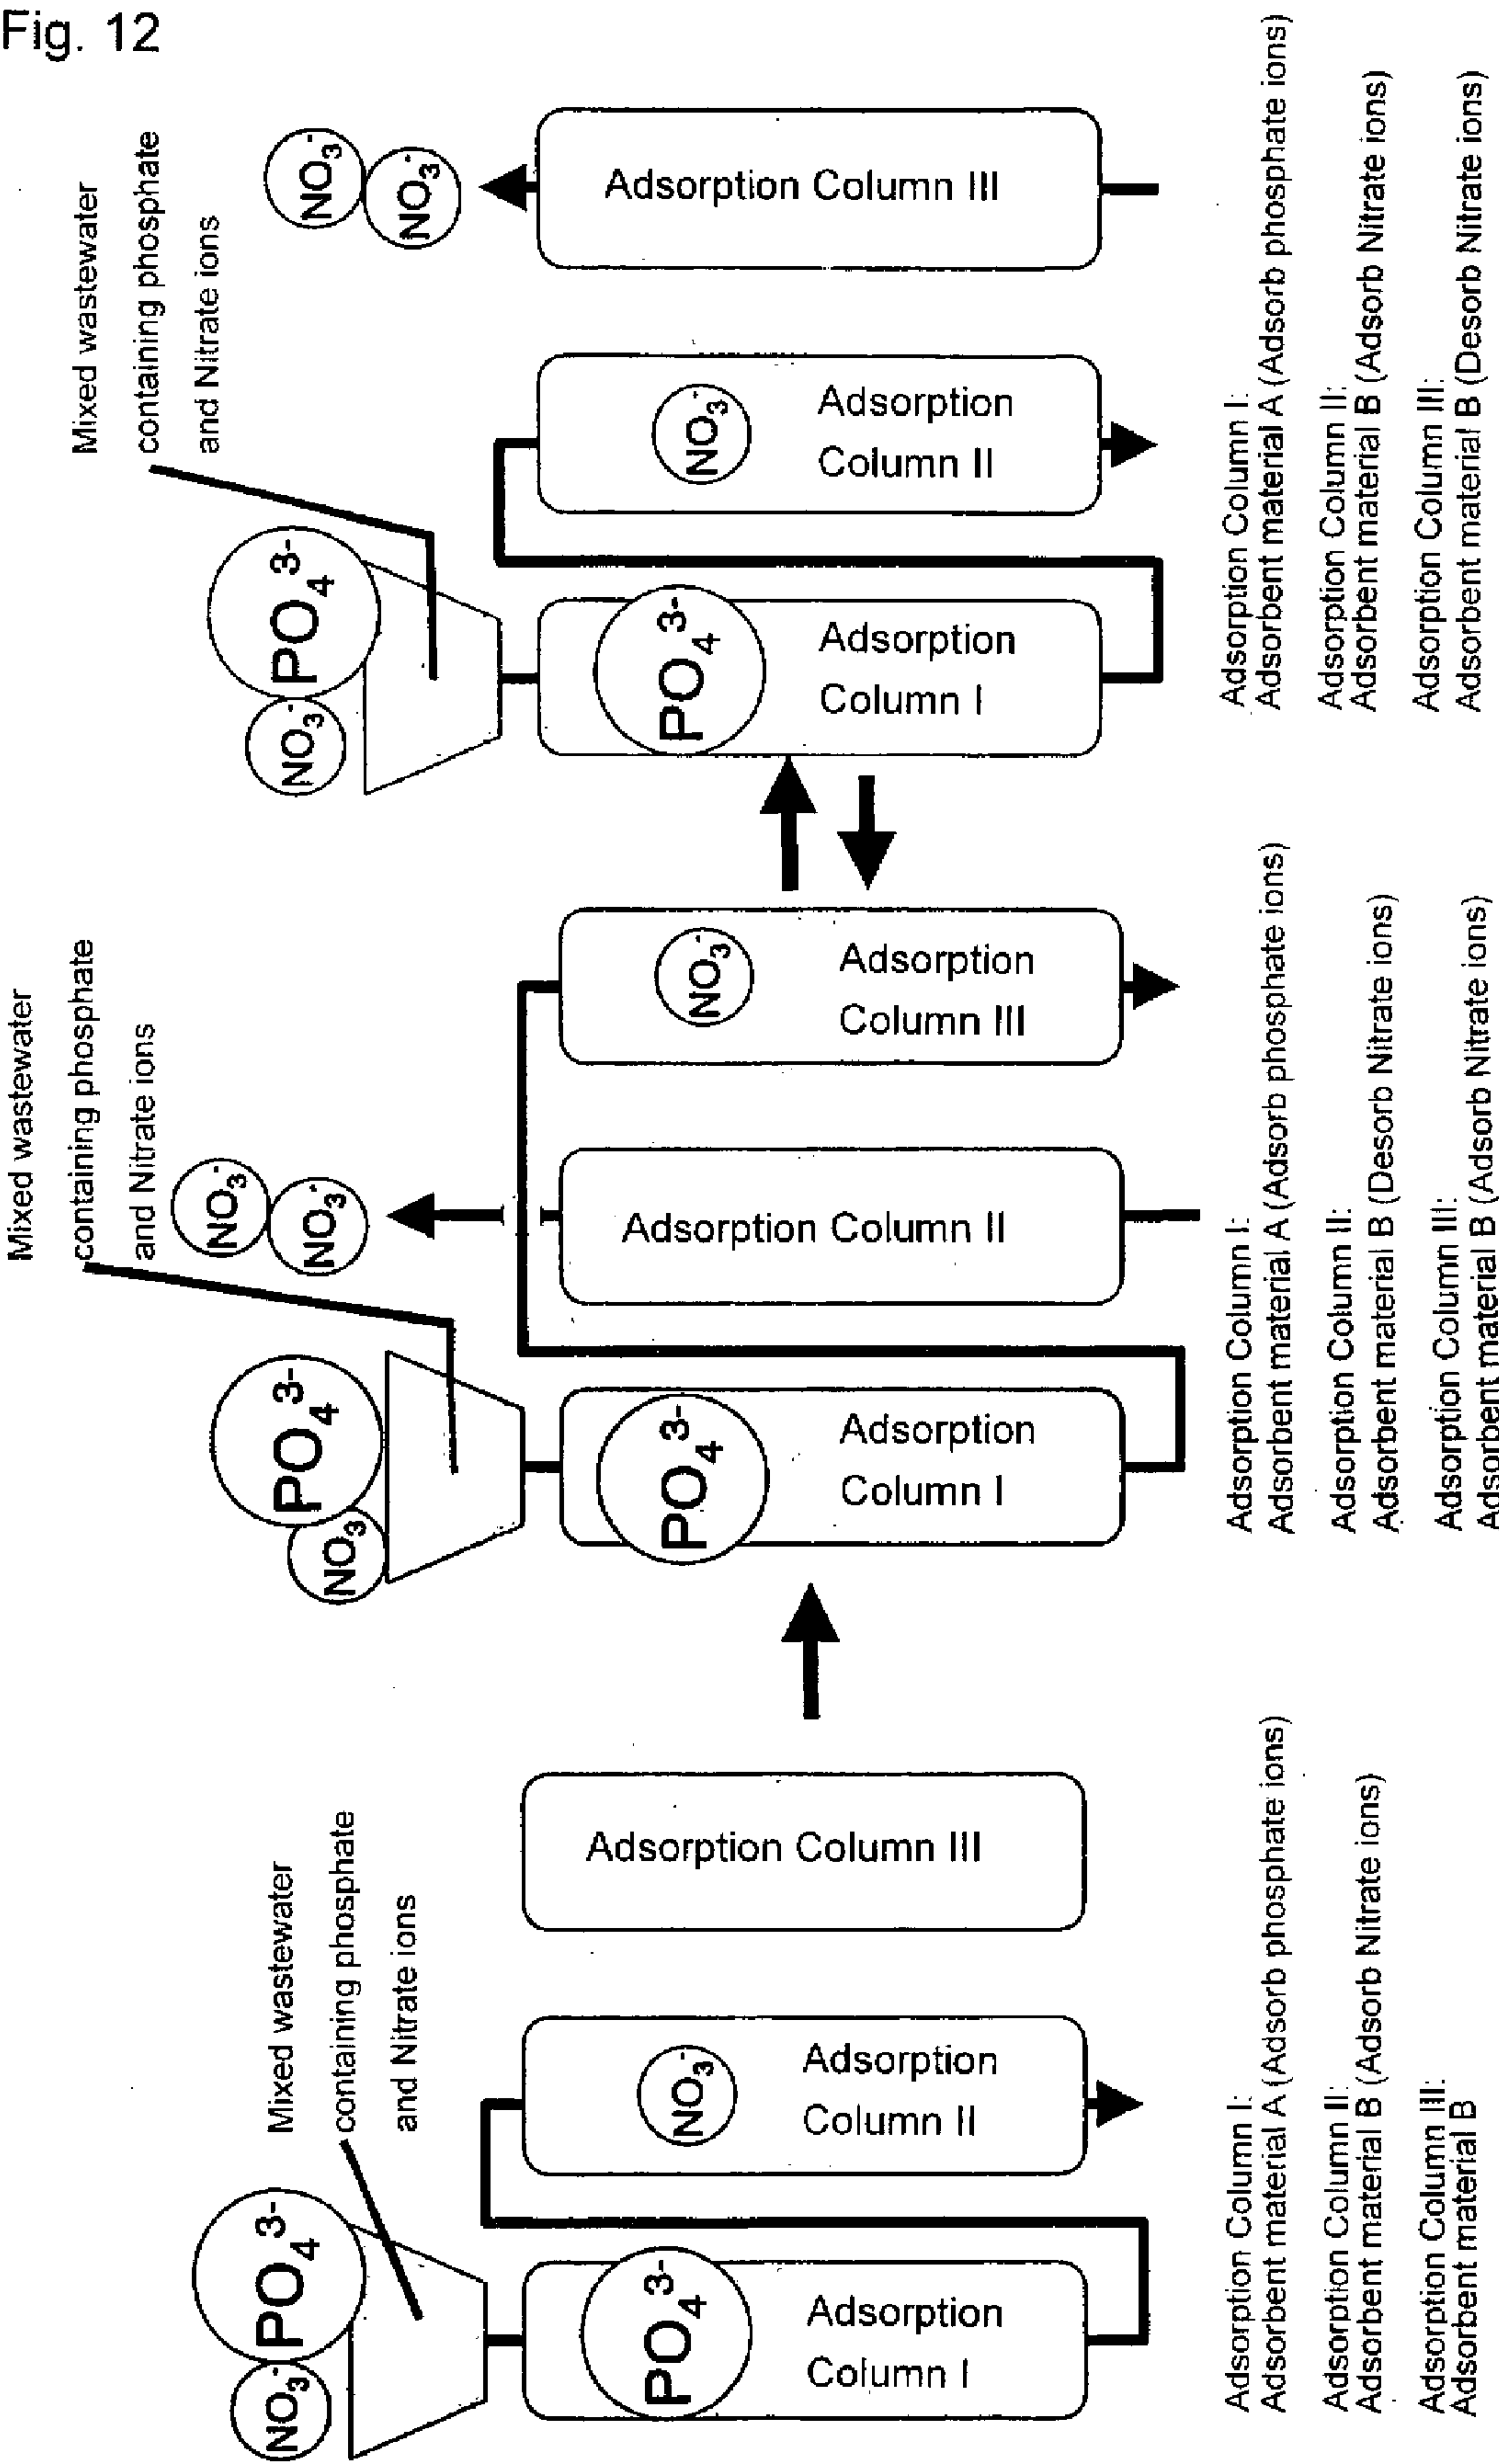 Fig. 12
Mixed wastewater
containing phosphate
and Nitrate ions
NO3-
PO4 3-
PO4 3-
Adsorption
Column I
NO3-
Adsorption
Column II
Adsorption Column III
Adsorption Column I:
Adsorbent material A (Adsorb phosphate ions)
Adsorption Column II:
Adsorbent material B (Adsorb Nitrate ions)
Adsorption Column III:
Adsorbent material B
Mixed wastewater
containing phosphate
and Nitrate ions
NO3-
PO4 3-
NO3-
NO3-
PO4 3-
Adsorption
Column I
Adsorption Column II
NO3-
Adsorption
Column III
Adsorption Column I:
Adsorbent material A (Adsorb phosphate ions)
Adsorption Column II:
Adsorbent material B (Desorb Nitrate ions)
Adsorption Column III:
Adsorbent material B (Adsorb Nitrate ions)
Mixed wastewater
containing phosphate
and Nitrate ions
NO3-
PO4 3-
NO3-
NO3-
PO4 3-
Adsorption
Column I
NO3-
Adsorption
Column II
Adsorption Column III
Adsorption Column I:
Adsorbent material A (Adsorb phosphate ions)
Adsorption Column II:
Adsorbent material B (Adsorb Nitrate ions)
Adsorption Column III:
Adsorbent material B (Desorb Nitrate ions)